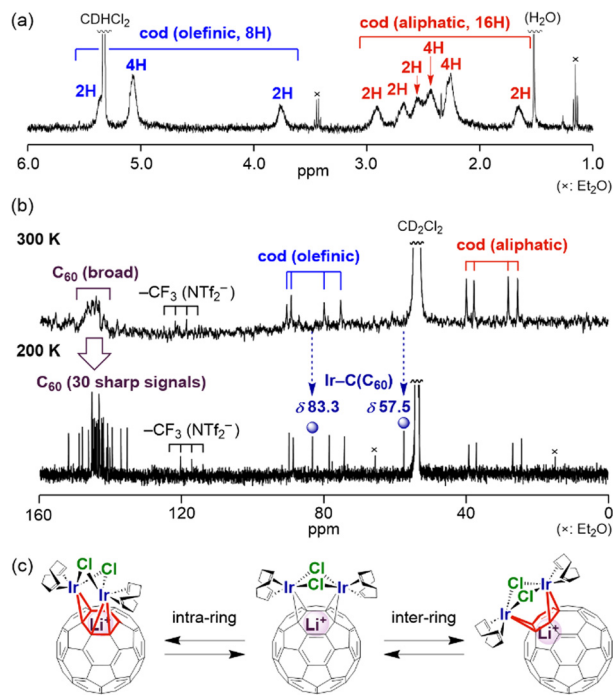 (a)
CDHCl₂
cod (olefinic, 8H)
cod (aliphatic, 16H)
(H₂O)
2H 4H 2H 2H 2H 2H 4H 4H 2H
×
×
6.0 5.0 4.0 3.0 2.0 1.0
ppm
(×: Et₂O)
(b)
300 K
CD₂Cl₂
C₆₀ (broad)
–CF₃ (NTf₂⁻)
cod (olefinic)
cod (aliphatic)
200 K
C₆₀ (30 sharp signals)
Ir–C(C₆₀)
δ 83.3 δ 57.5
–CF₃ (NTf₂⁻)
×
×
160 120 80 40 0
ppm
(×: Et₂O)
(c)
Cl Cl Ir Ir Li⁺
intra-ring
Cl Cl Ir Ir Li⁺
inter-ring
Cl Cl Ir Ir Li⁺